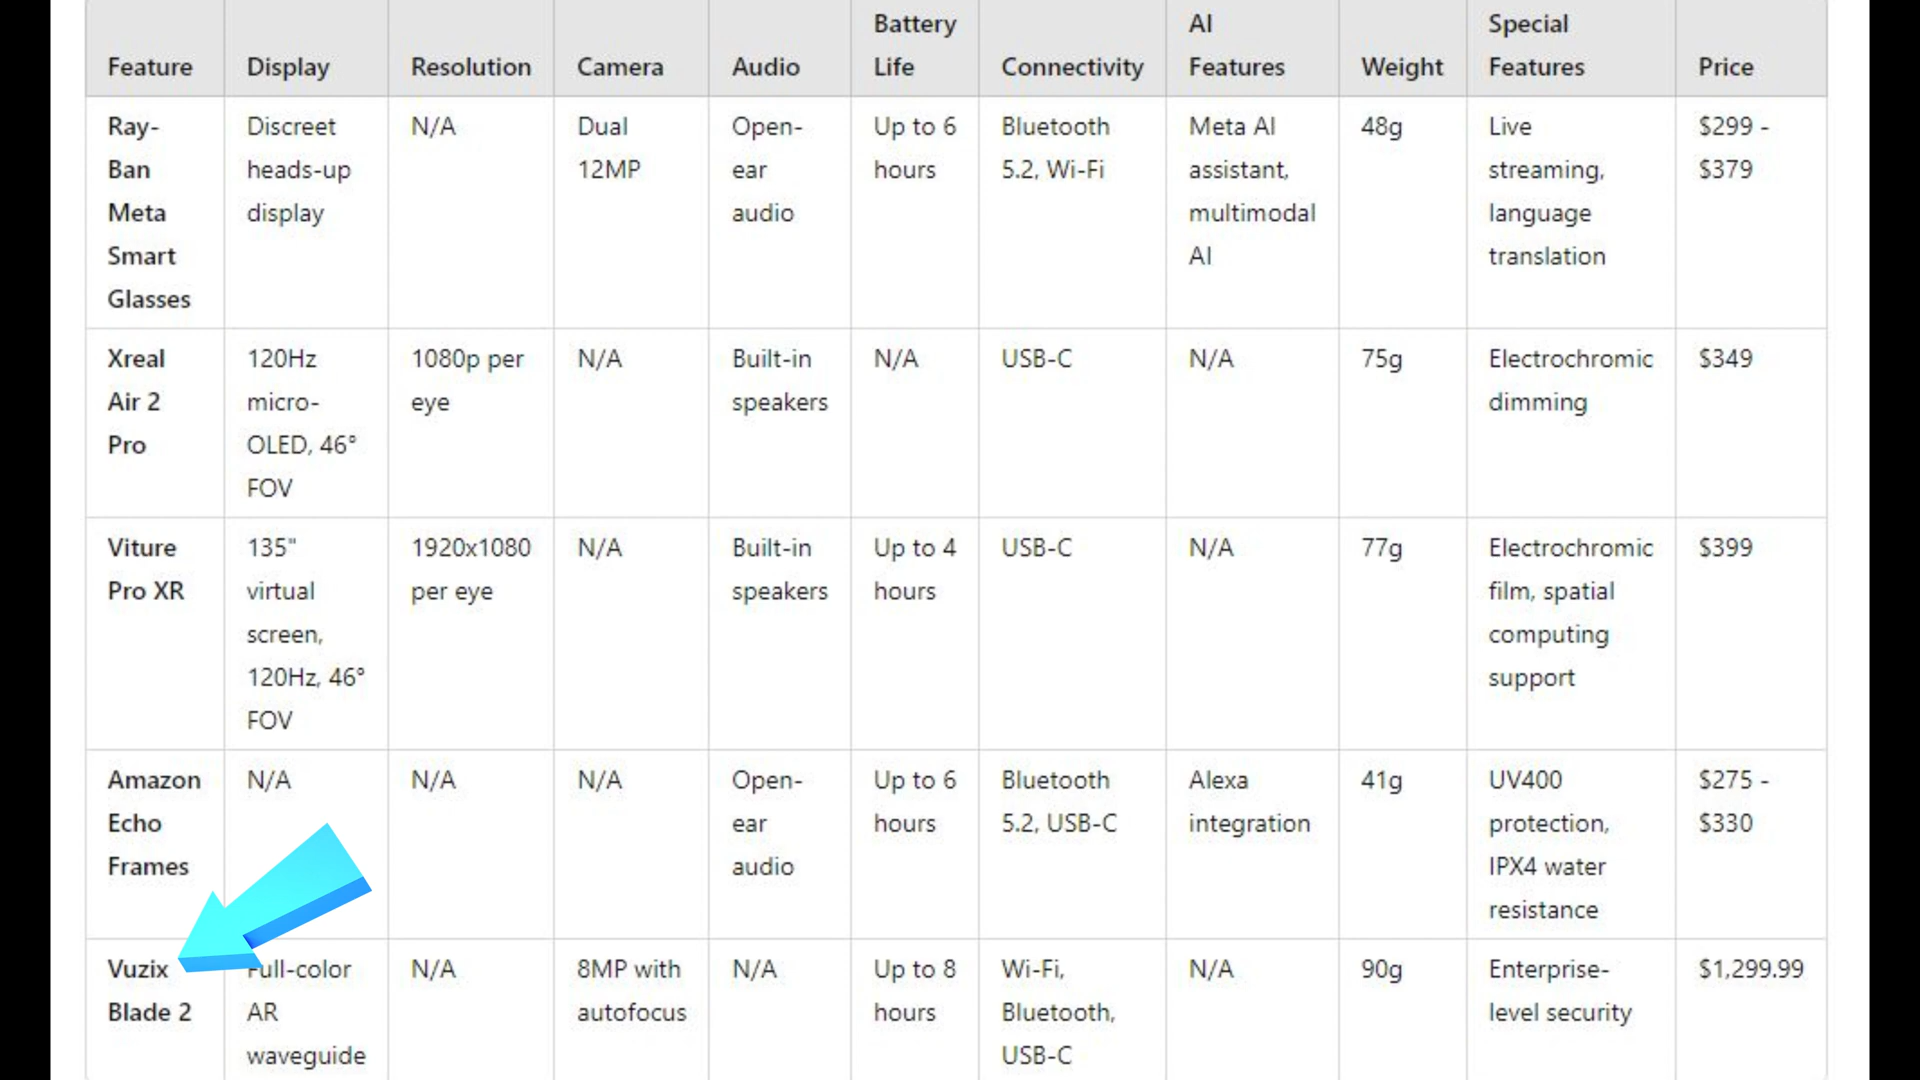 Feature Display Resolution Camera Audio Battery Life Connectivity AI Features Weight Special Features Price
Ray-
Ban
Meta
Smart
Glasses
Discreet
heads-up
display
N/A
Dual
12MP
Open-
ear
audio
Up to 6
hours
Bluetooth
5.2, Wi-Fi
Meta AI
assistant,
multimodal
AI
48g
Live
streaming,
language
translation
$299 -
$379
Xreal
Air 2
Pro
120Hz
micro-
OLED, 46°
FOV
1080p per
eye
N/A
Built-in
speakers
N/A
USB-C
N/A
75g
Electrochromic
dimming
$349
Viture
Pro XR
135"
virtual
screen,
120Hz, 46°
FOV
1920x1080
per eye
N/A
Built-in
speakers
Up to 4
hours
USB-C
N/A
77g
Electrochromic
film, spatial
computing
support
$399
Amazon
Echo
Frames
N/A
N/A
N/A
Open-
ear
audio
Up to 6
hours
Bluetooth
5.2, USB-C
Alexa
integration
41g
UV400
protection,
IPX4 water
resistance
$275 -
$330
Vuzix
Blade 2
Full-color
AR
waveguide
N/A
8MP with
autofocus
N/A
Up to 8
hours
Wi-Fi,
Bluetooth,
USB-C
N/A
90g
Enterprise-
level security
$1,299.99